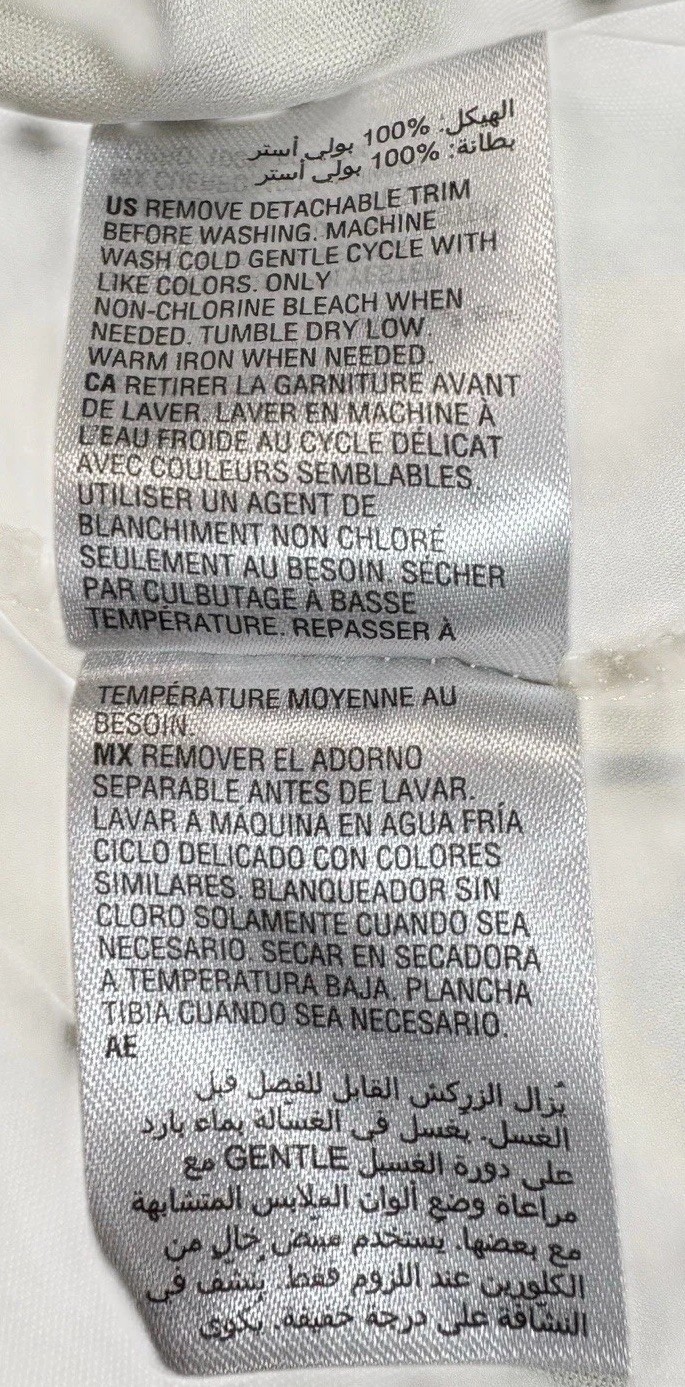 الهيكل: 100% بولي أستر
بطانة: 100% بولي أستر
US REMOVE DETACHABLE TRIM
BEFORE WASHING. MACHINE
WASH COLD GENTLE CYCLE WITH
LIKE COLORS. ONLY
NON-CHLORINE BLEACH WHEN
NEEDED. TUMBLE DRY LOW.
WARM IRON WHEN NEEDED.
CA RETIRER LA GARNITURE AVANT
DE LAVER. LAVER EN MACHINE À
L'EAU FROIDE AU CYCLE DÉLICAT
AVEC COULEURS SEMBLABLES.
UTILISER UN AGENT DE
BLANCHIMENT NON CHLORÉ
SEULEMENT AU BESOIN. SÉCHER
PAR CULBUTAGE À BASSE
TEMPÉRATURE. REPASSER À
TEMPÉRATURE MOYENNE AU
BESOIN.
MX REMOVER EL ADORNO
SEPARABLE ANTES DE LAVAR.
LAVAR A MÁQUINA EN AGUA FRÍA
CICLO DELICADO CON COLORES
SIMILARES. BLANQUEADOR SIN
CLORO SOLAMENTE CUANDO SEA
NECESARIO. SECAR EN SECADORA
A TEMPERATURA BAJA. PLANCHA
TIBIA CUANDO SEA NECESARIO.
AE
يُزال الزركش القابل للفصل قبل
الغسل. يغسل في الغسالة بماء بارد
على دورة الغسل GENTLE مع
مراعاة وضع ألوان الملابس المتشابهة
مع بعضها. يستخدم مبيض خالٍ من
الكلورين عند اللزوم فقط. ينشف في
النشافة على درجة خفيفة. يكوى